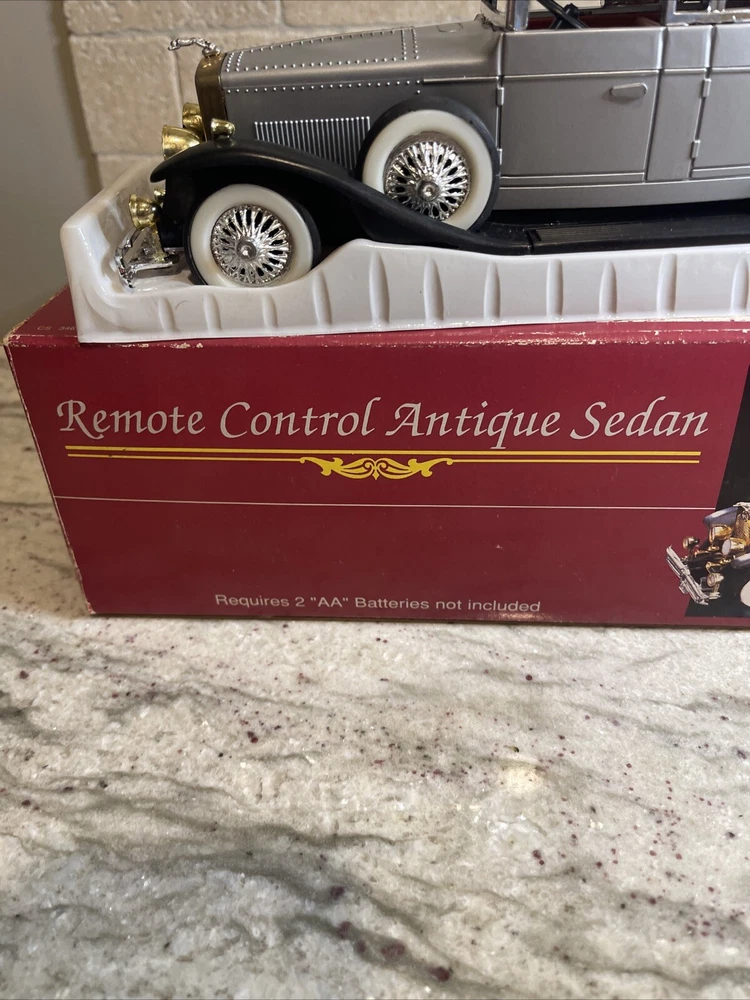 Remote Control Antique Sedan
Requires 2 "AA" Batteries not included